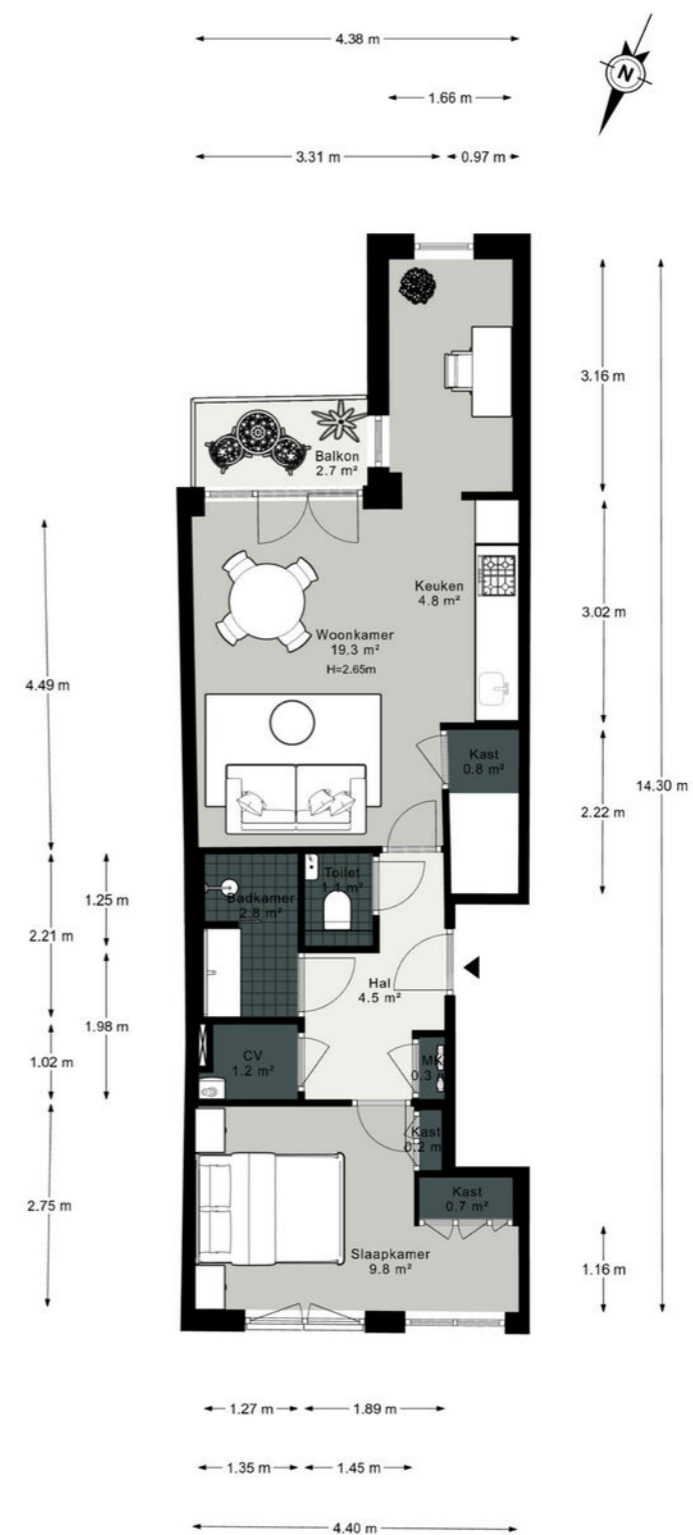 4.38 m
N
1.66 m
3.31 m
0.97 m
3.16 m
Balkon
2.7 m²
Keuken
4.8 m²
3.02 m
Woonkamer
19.3 m²
H=2.65m
4.49 m
Kast
0.8 m²
14.30 m
2.22 m
Toilet
1.1 m²
1.25 m
Badkamer
2.8 m²
2.21 m
Hal
4.5 m²
1.98 m
CV
1.2 m²
1.02 m
MK
0.3
Kast
0.2 m
Kast
0.7 m²
2.75 m
Slaapkamer
9.8 m²
1.16 m
1.27 m
1.89 m
1.35 m
1.45 m
4.40 m